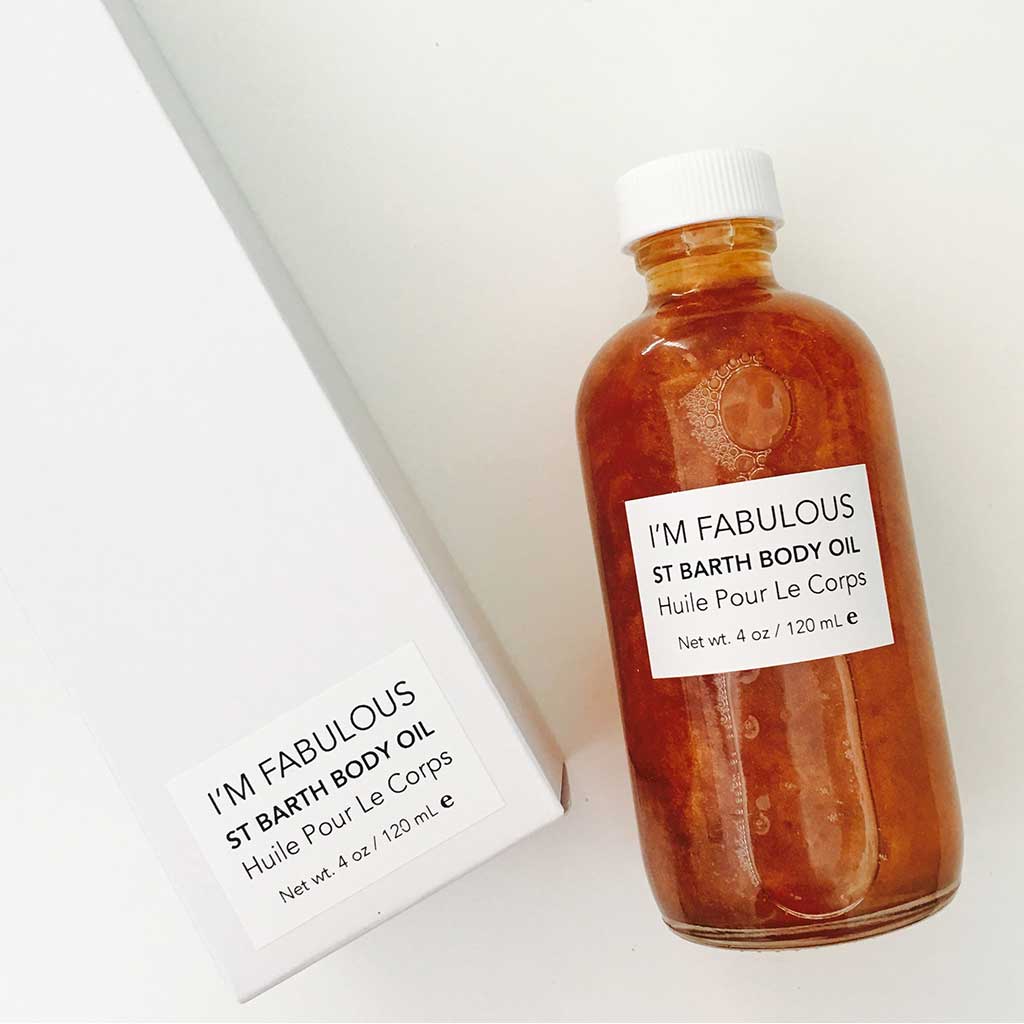 I'M FABULOUS
ST BARTH BODY OIL
Huile Pour Le Corps
Net wt. 4 oz / 120 mL e
I'M FABULOUS
ST BARTH BODY OIL
Huile Pour Le Corps
Net wt. 4 oz / 120 mL e